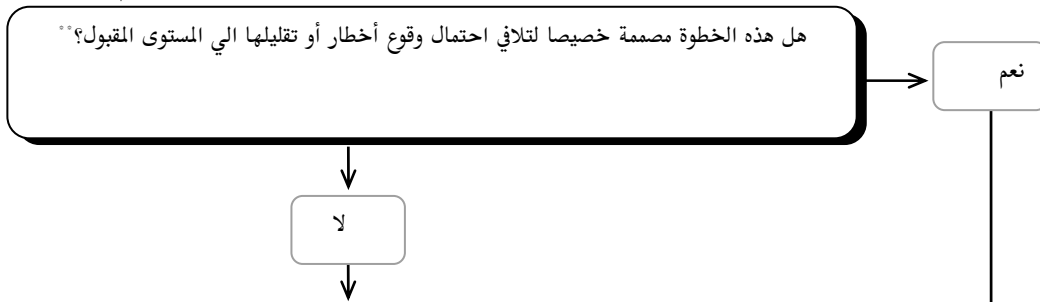 هل هذه الخطوة مصممة خصيصا لتلافي احتمال وقوع أخطار أو تقليلها الي المستوى المقبول؟°°
نعم
لا